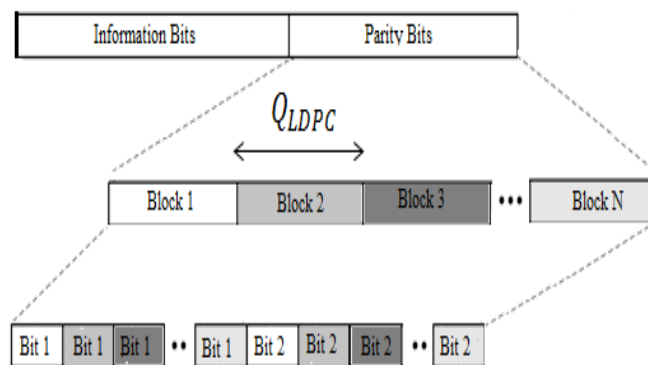 Information Bits Parity Bits
Q_LDPC
Block 1 Block 2 Block 3 ••• Block N
Bit 1 Bit 1 Bit 1 •• Bit 1 Bit 2 Bit 2 Bit 2 •• Bit 2